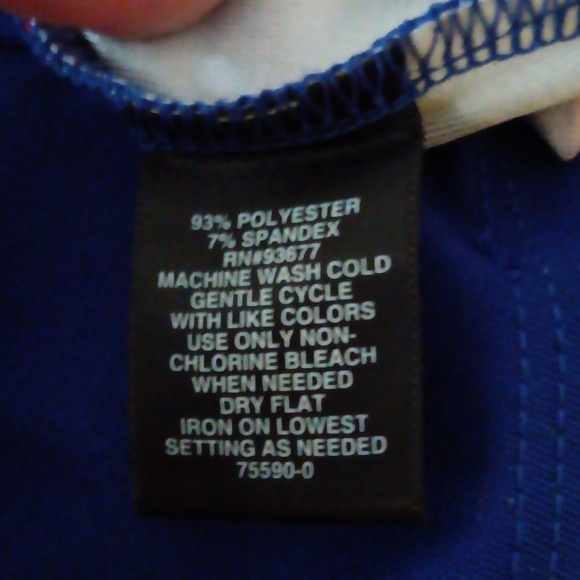 93% POLYESTER
7% SPANDEX
RN#93677
MACHINE WASH COLD
GENTLE CYCLE
WITH LIKE COLORS
USE ONLY NON-
CHLORINE BLEACH
WHEN NEEDED
DRY FLAT
IRON ON LOWEST
SETTING AS NEEDED
75590-0